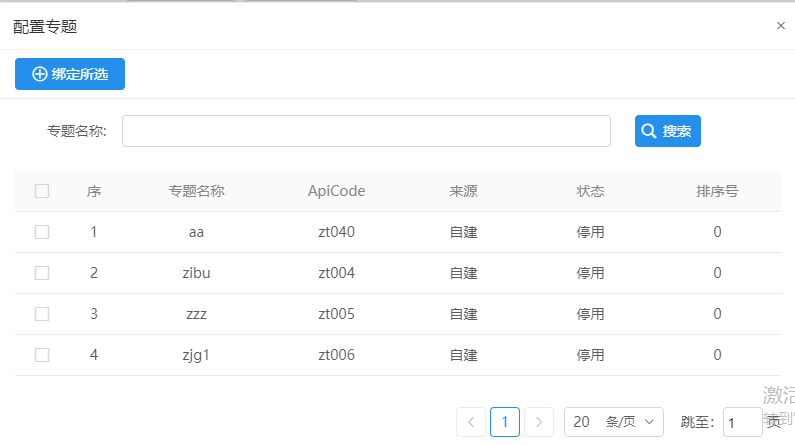 配置专题 ×
绑定所选
专题名称: 搜索
序 专题名称 ApiCode 来源 状态 排序号
1 aa zt040 自建 停用 0
2 zibu zt004 自建 停用 0
3 zzz zt005 自建 停用 0
4 zjg1 zt006 自建 停用 0
激活
1 20 条/页 跳至: 1 页
转到